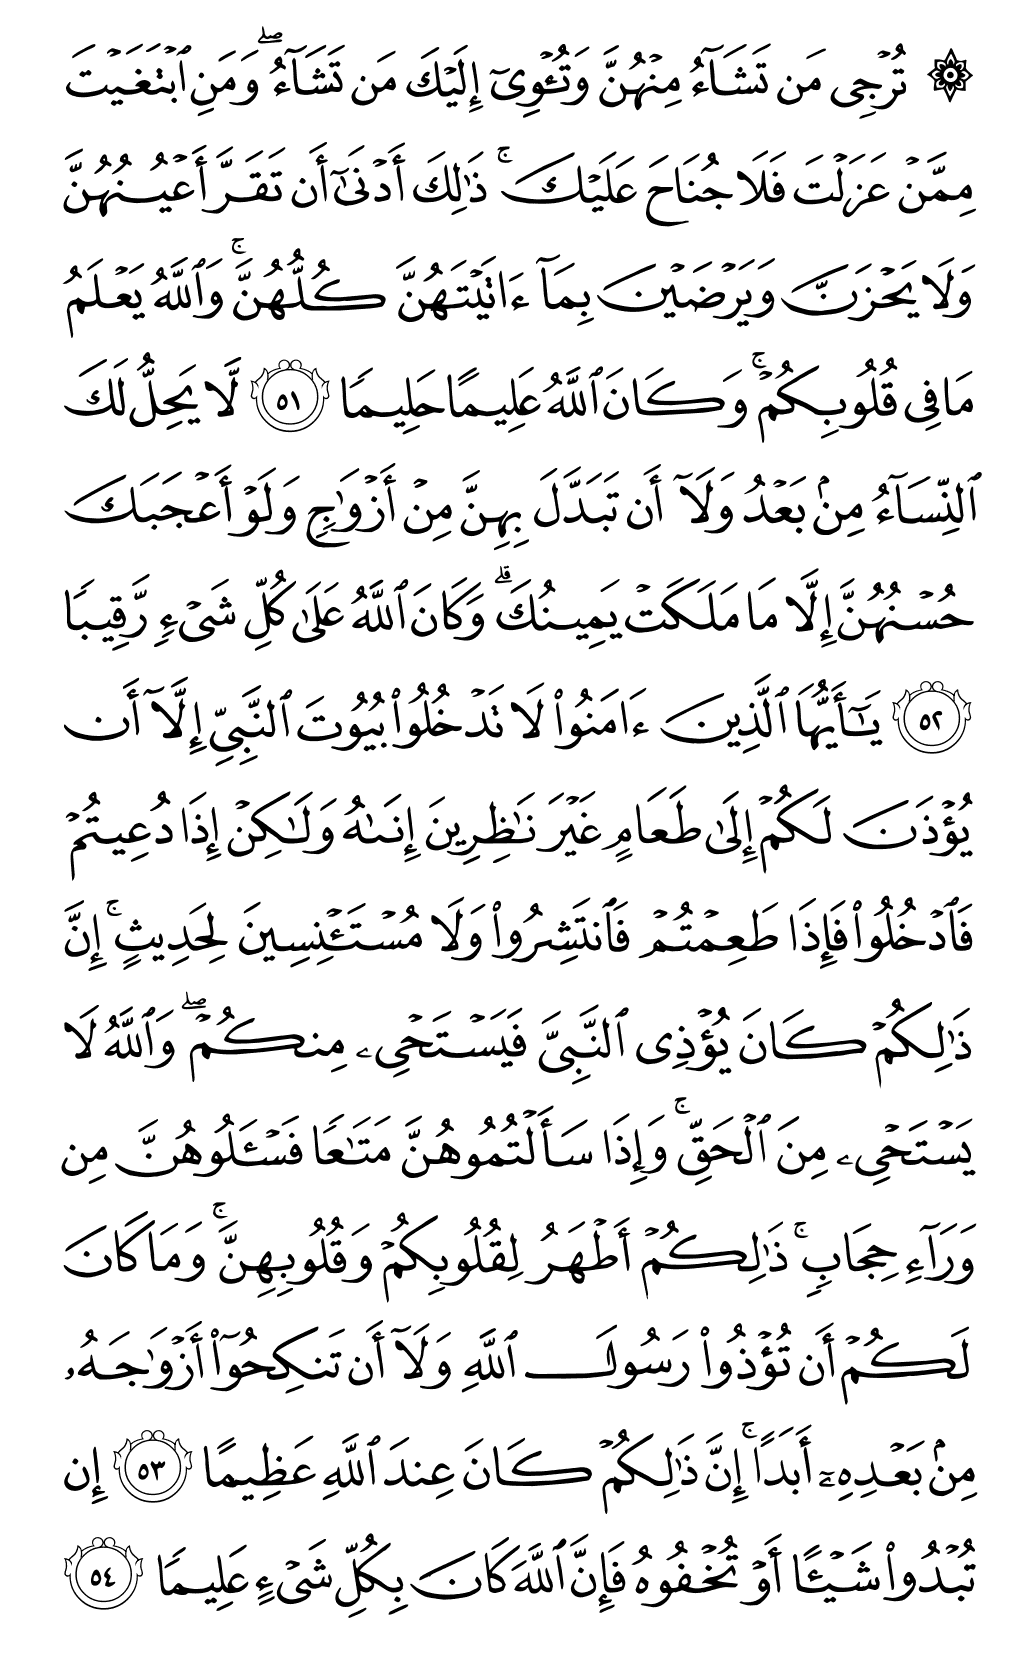 ۞ تُرْجِى مَن تَشَآءُ مِنْهُنَّ وَتُـْٔوِىٓ إِلَيْكَ مَن تَشَآءُ ۖ وَمَنِ ٱبْتَغَيْتَ
مِمَّنْ عَزَلْتَ فَلَا جُنَاحَ عَلَيْكَ ۚ ذَٰلِكَ أَدْنَىٰٓ أَن تَقَرَّ أَعْيُنُهُنَّ
وَلَا يَحْزَنَّ وَيَرْضَيْنَ بِمَآ ءَاتَيْتَهُنَّ كُلُّهُنَّ ۚ وَٱللَّهُ يَعْلَمُ
مَا فِى قُلُوبِكُمْ ۚ وَكَانَ ٱللَّهُ عَلِيمًا حَلِيمًا ٥١ لَّا يَحِلُّ لَكَ
ٱلنِّسَآءُ مِنۢ بَعْدُ وَلَآ أَن تَبَدَّلَ بِهِنَّ مِنْ أَزْوَٰجٍ وَلَوْ أَعْجَبَكَ
حُسْنُهُنَّ إِلَّا مَا مَلَكَتْ يَمِينُكَ ۗ وَكَانَ ٱللَّهُ عَلَىٰ كُلِّ شَىْءٍ رَّقِيبًا
٥٢ يَـٰٓأَيُّهَا ٱلَّذِينَ ءَامَنُوا۟ لَا تَدْخُلُوا۟ بُيُوتَ ٱلنَّبِىِّ إِلَّآ أَن
يُؤْذَنَ لَكُمْ إِلَىٰ طَعَامٍ غَيْرَ نَـٰظِرِينَ إِنَىٰهُ وَلَـٰكِنْ إِذَا دُعِيتُمْ
فَٱدْخُلُوا۟ فَإِذَا طَعِمْتُمْ فَٱنتَشِرُوا۟ وَلَا مُسْتَـْٔنِسِينَ لِحَدِيثٍ ۚ إِنَّ
ذَٰلِكُمْ كَانَ يُؤْذِى ٱلنَّبِىَّ فَيَسْتَحْىِۦ مِنكُمْ ۖ وَٱللَّهُ لَا
يَسْتَحْىِۦ مِنَ ٱلْحَقِّ ۚ وَإِذَا سَأَلْتُمُوهُنَّ مَتَـٰعًا فَسْـَٔلُوهُنَّ مِن
وَرَآءِ حِجَابٍ ۚ ذَٰلِكُمْ أَطْهَرُ لِقُلُوبِكُمْ وَقُلُوبِهِنَّ ۚ وَمَا كَانَ
لَكُمْ أَن تُؤْذُوا۟ رَسُولَ ٱللَّهِ وَلَآ أَن تَنكِحُوٓا۟ أَزْوَٰجَهُۥ
مِنۢ بَعْدِهِۦٓ أَبَدًا ۚ إِنَّ ذَٰلِكُمْ كَانَ عِندَ ٱللَّهِ عَظِيمًا ٥٣ إِن
تُبْدُوا۟ شَيْـًٔا أَوْ تُخْفُوهُ فَإِنَّ ٱللَّهَ كَانَ بِكُلِّ شَىْءٍ عَلِيمًا ٥٤